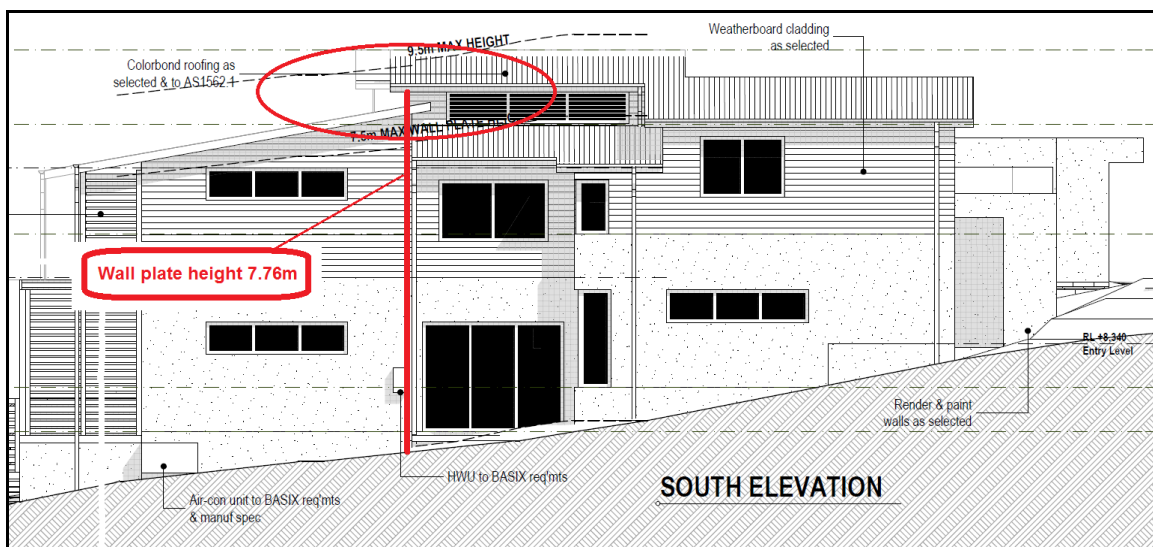 9.5m MAX HEIGHT
Weatherboard cladding
as selected
Colorbond roofing as
selected & to AS1562.1
7.5m MAX WALL PLATE HEI
Wall plate height 7.76m
RL +8,340
Entry Level
Render & paint
walls as selected
HWU to BASIX req'mts
SOUTH ELEVATION
Air-con unit to BASIX req'mts
& manuf spec